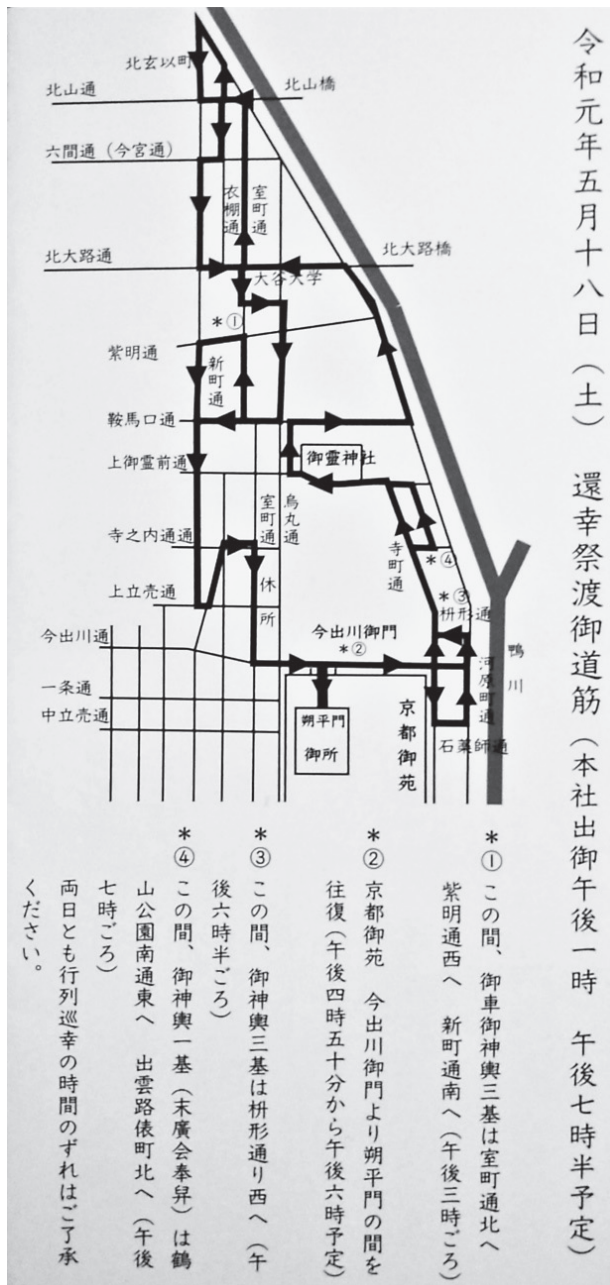 令和元年五月十八日（土）　還幸祭渡御道筋（本社出御午後一時　午後七時半予定）
北玄以町
北山通
北山橋
六間通（今宮通）
衣棚通
室町通
北大路通
北大路橋
大谷大学
*①
紫明通
新町通
鞍馬口通
上御霊前通
御霊神社
室町通
烏丸通
寺之内通通
寺町通
*④
上立売通
休所
*③
枡形通
今出川通
今出川御門
*②
河原町通
鴨川
一条通
中立売通
朔平門
御所
京都御苑
石薬師通
*①この間、御車御神輿三基は室町通北へ
紫明通西へ　新町通南へ（午後三時ごろ）
*②京都御苑　今出川御門より朔平門の間を
往復（午後四時五十分から午後六時予定）
*③この間、御神輿三基は枡形通り西へ（午
後六時半ごろ）
*④この間、御神輿一基（末廣会奉舁）は鶴
山公園南通東へ　出雲路俵町北へ（午後
七時ごろ）
両日とも行列巡幸の時間のずれはご了承
ください。